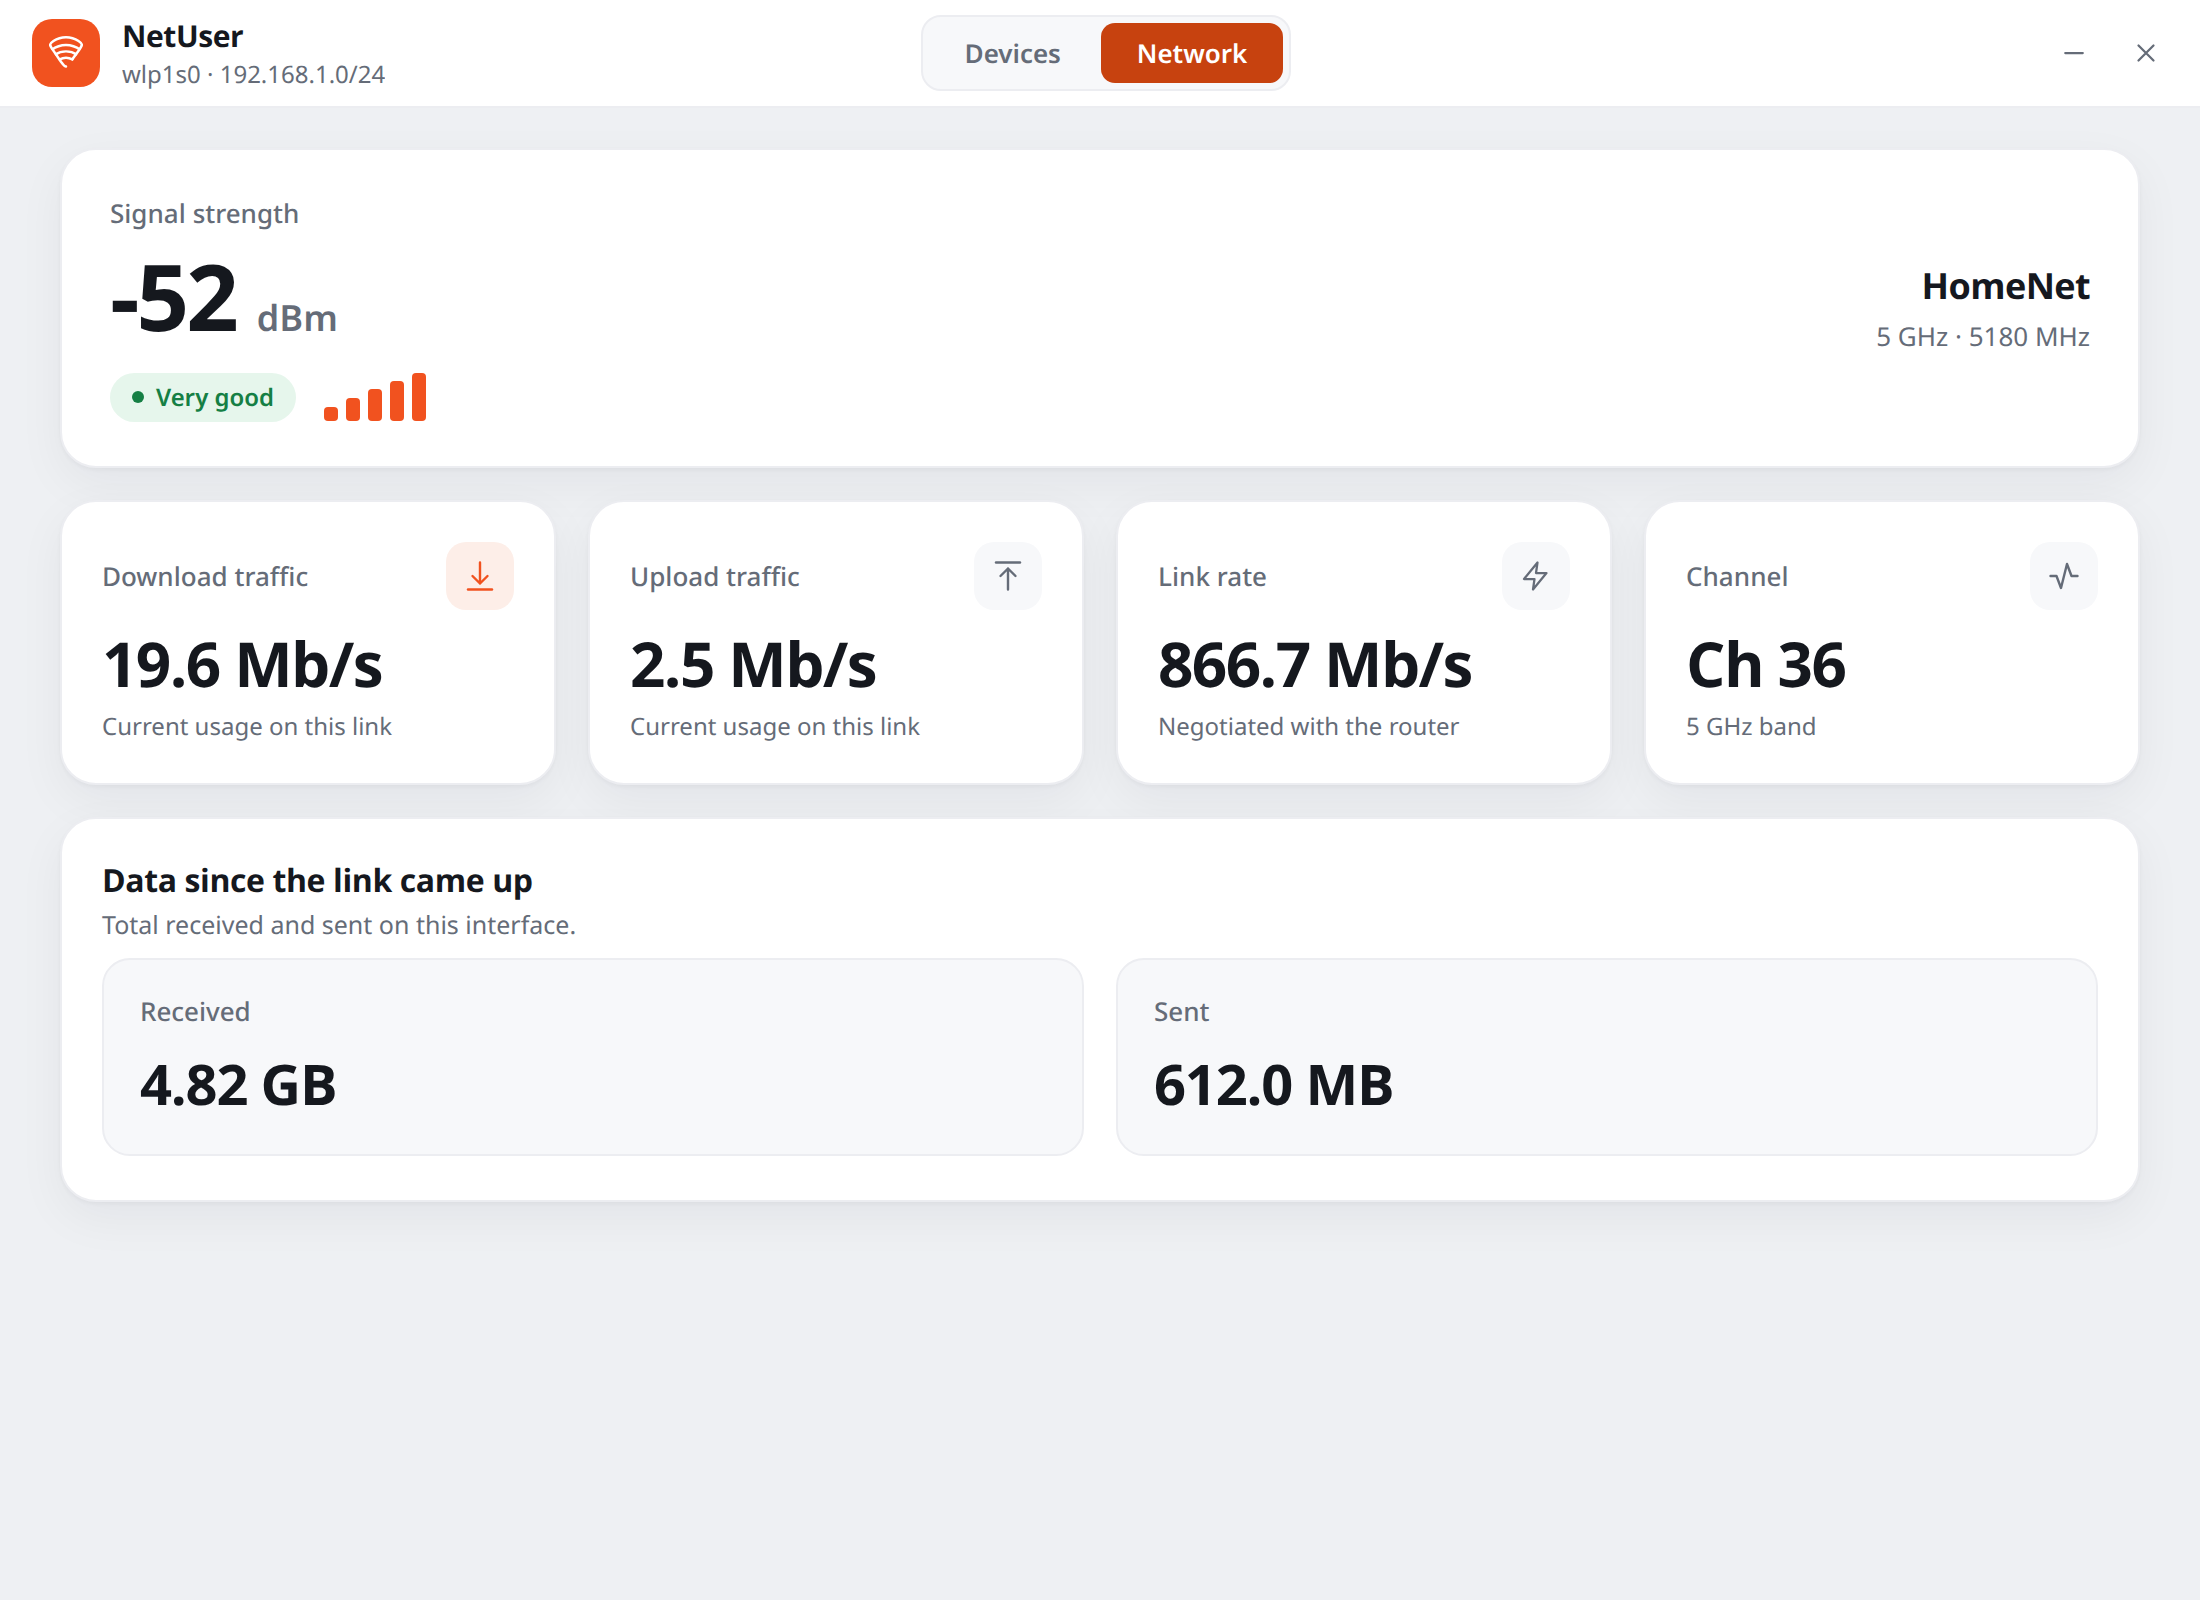 NetUser
wlp1s0 · 192.168.1.0/24
Devices
Network
Signal strength
-52 dBm
Very good
HomeNet
5 GHz · 5180 MHz
Download traffic
19.6 Mb/s
Current usage on this link
Upload traffic
2.5 Mb/s
Current usage on this link
Link rate
866.7 Mb/s
Negotiated with the router
Channel
Ch 36
5 GHz band
Data since the link came up
Total received and sent on this interface.
Received
4.82 GB
Sent
612.0 MB